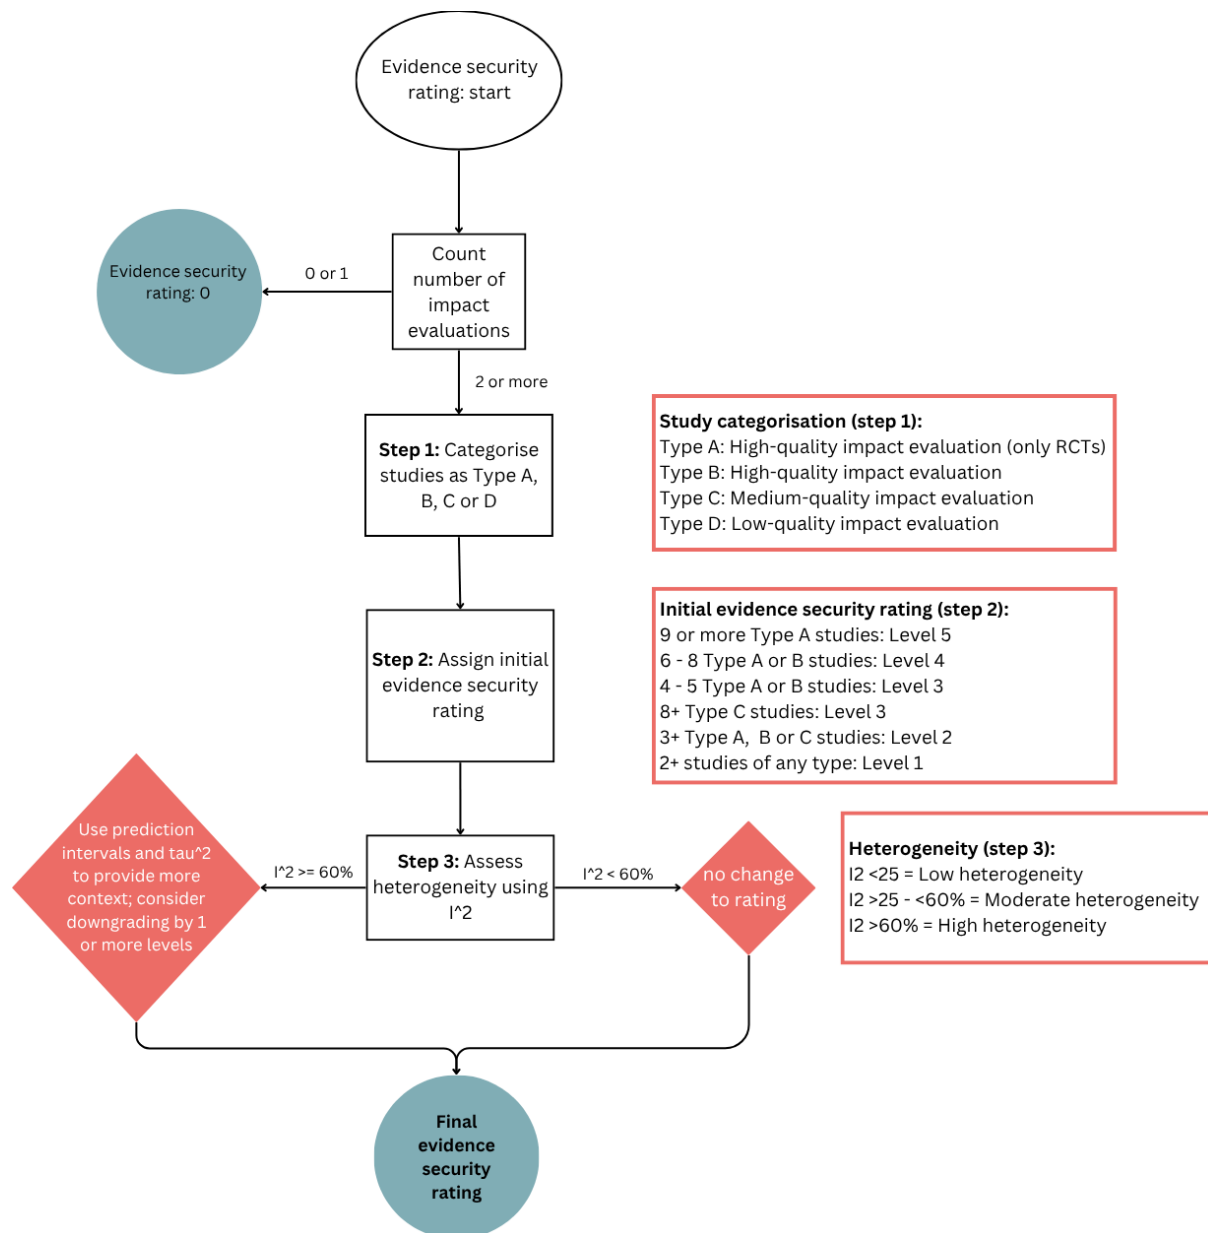 Evidence security
rating: start
Evidence security
rating: 0
0 or 1
Count
number of
impact
evaluations
2 or more
Step 1: Categorise
studies as Type A,
B, C or D
Study categorisation (step 1):
Type A: High-quality impact evaluation (only RCTs)
Type B: High-quality impact evaluation
Type C: Medium-quality impact evaluation
Type D: Low-quality impact evaluation
Step 2: Assign initial
evidence security
rating
Initial evidence security rating (step 2):
9 or more Type A studies: Level 5
6 - 8 Type A or B studies: Level 4
4 - 5 Type A or B studies: Level 3
8+ Type C studies: Level 3
3+ Type A,  B or C studies: Level 2
2+ studies of any type: Level 1
Use prediction
intervals and tau^2
to provide more
context; consider
downgrading by 1
or more levels
I^2 >= 60%
Step 3: Assess
heterogeneity using
I^2
I^2 < 60%
no change
to rating
Heterogeneity (step 3):
I2 <25 = Low heterogeneity
I2 >25 - <60% = Moderate heterogeneity
I2 >60% = High heterogeneity
Final
evidence
security
rating